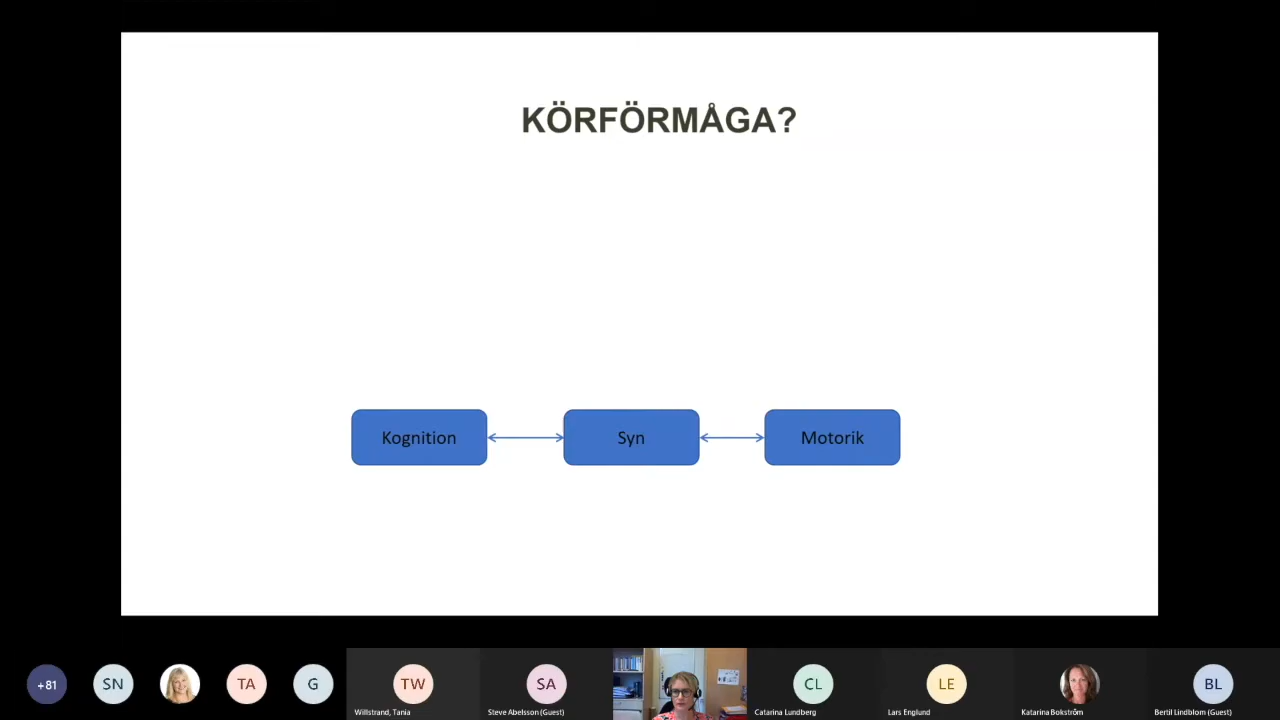 KÖRFÖRMÅGA?
Kognition
Syn
Motorik
+81
SN
TA
G
TW
SA
CL
LE
BL
Willstrand, Tania
Steve Abelsson (Guest)
Catarina Lundberg
Lars Englund
Katarina Bokström
Bertil Lindblom (Guest)